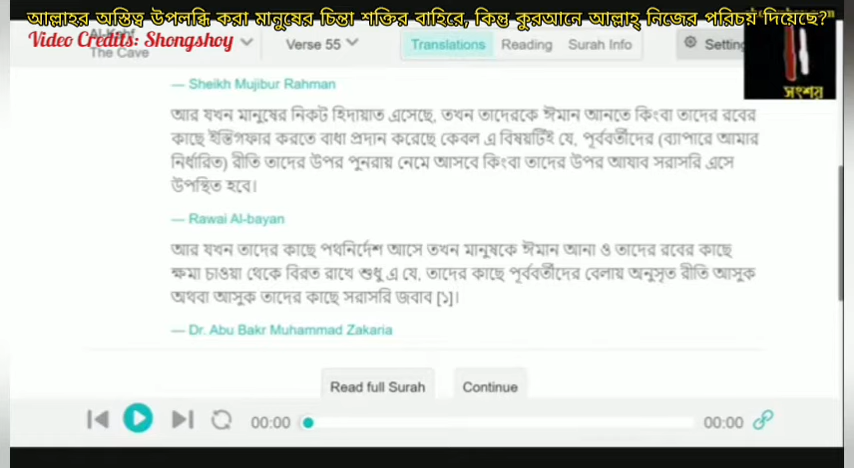 আল্লাহর অস্তিত্ব উপলব্ধি করা মানুষের চিন্তা শক্তির বাহিরে, কিন্তু কুরআনে আল্লাহ্ নিজের পরিচয় দিয়েছে?
Al-Kahf
The Cave
Video Credits: Shongshoy
Verse 55
Translations Reading Surah Info
Setting
সংশয়
— Sheikh Mujibur Rahman
আর যখন মানুষের নিকট হিদায়াত এসেছে, তখন তাদেরকে ঈমান আনতে কিংবা তাদের রবের
কাছে ইস্তিগফার করতে বাধা প্রদান করেছে কেবল এ বিষয়টিই যে, পূর্ববর্তীদের (ব্যাপারে আমার
নির্ধারিত) রীতি তাদের উপর পুনরায় নেমে আসবে কিংবা তাদের উপর আযাব সরাসরি এসে
উপস্থিত হবে।
— Rawai Al-bayan
আর যখন তাদের কাছে পথনির্দেশ আসে তখন মানুষকে ঈমান আনা ও তাদের রবের কাছে
ক্ষমা চাওয়া থেকে বিরত রাখে শুধু এ যে, তাদের কাছে পূর্ববর্তীদের বেলায় অনুসৃত রীতি আসুক
অথবা আসুক তাদের কাছে সরাসরি জবাব [১]।
— Dr. Abu Bakr Muhammad Zakaria
Read full Surah Continue
00:00 00:00